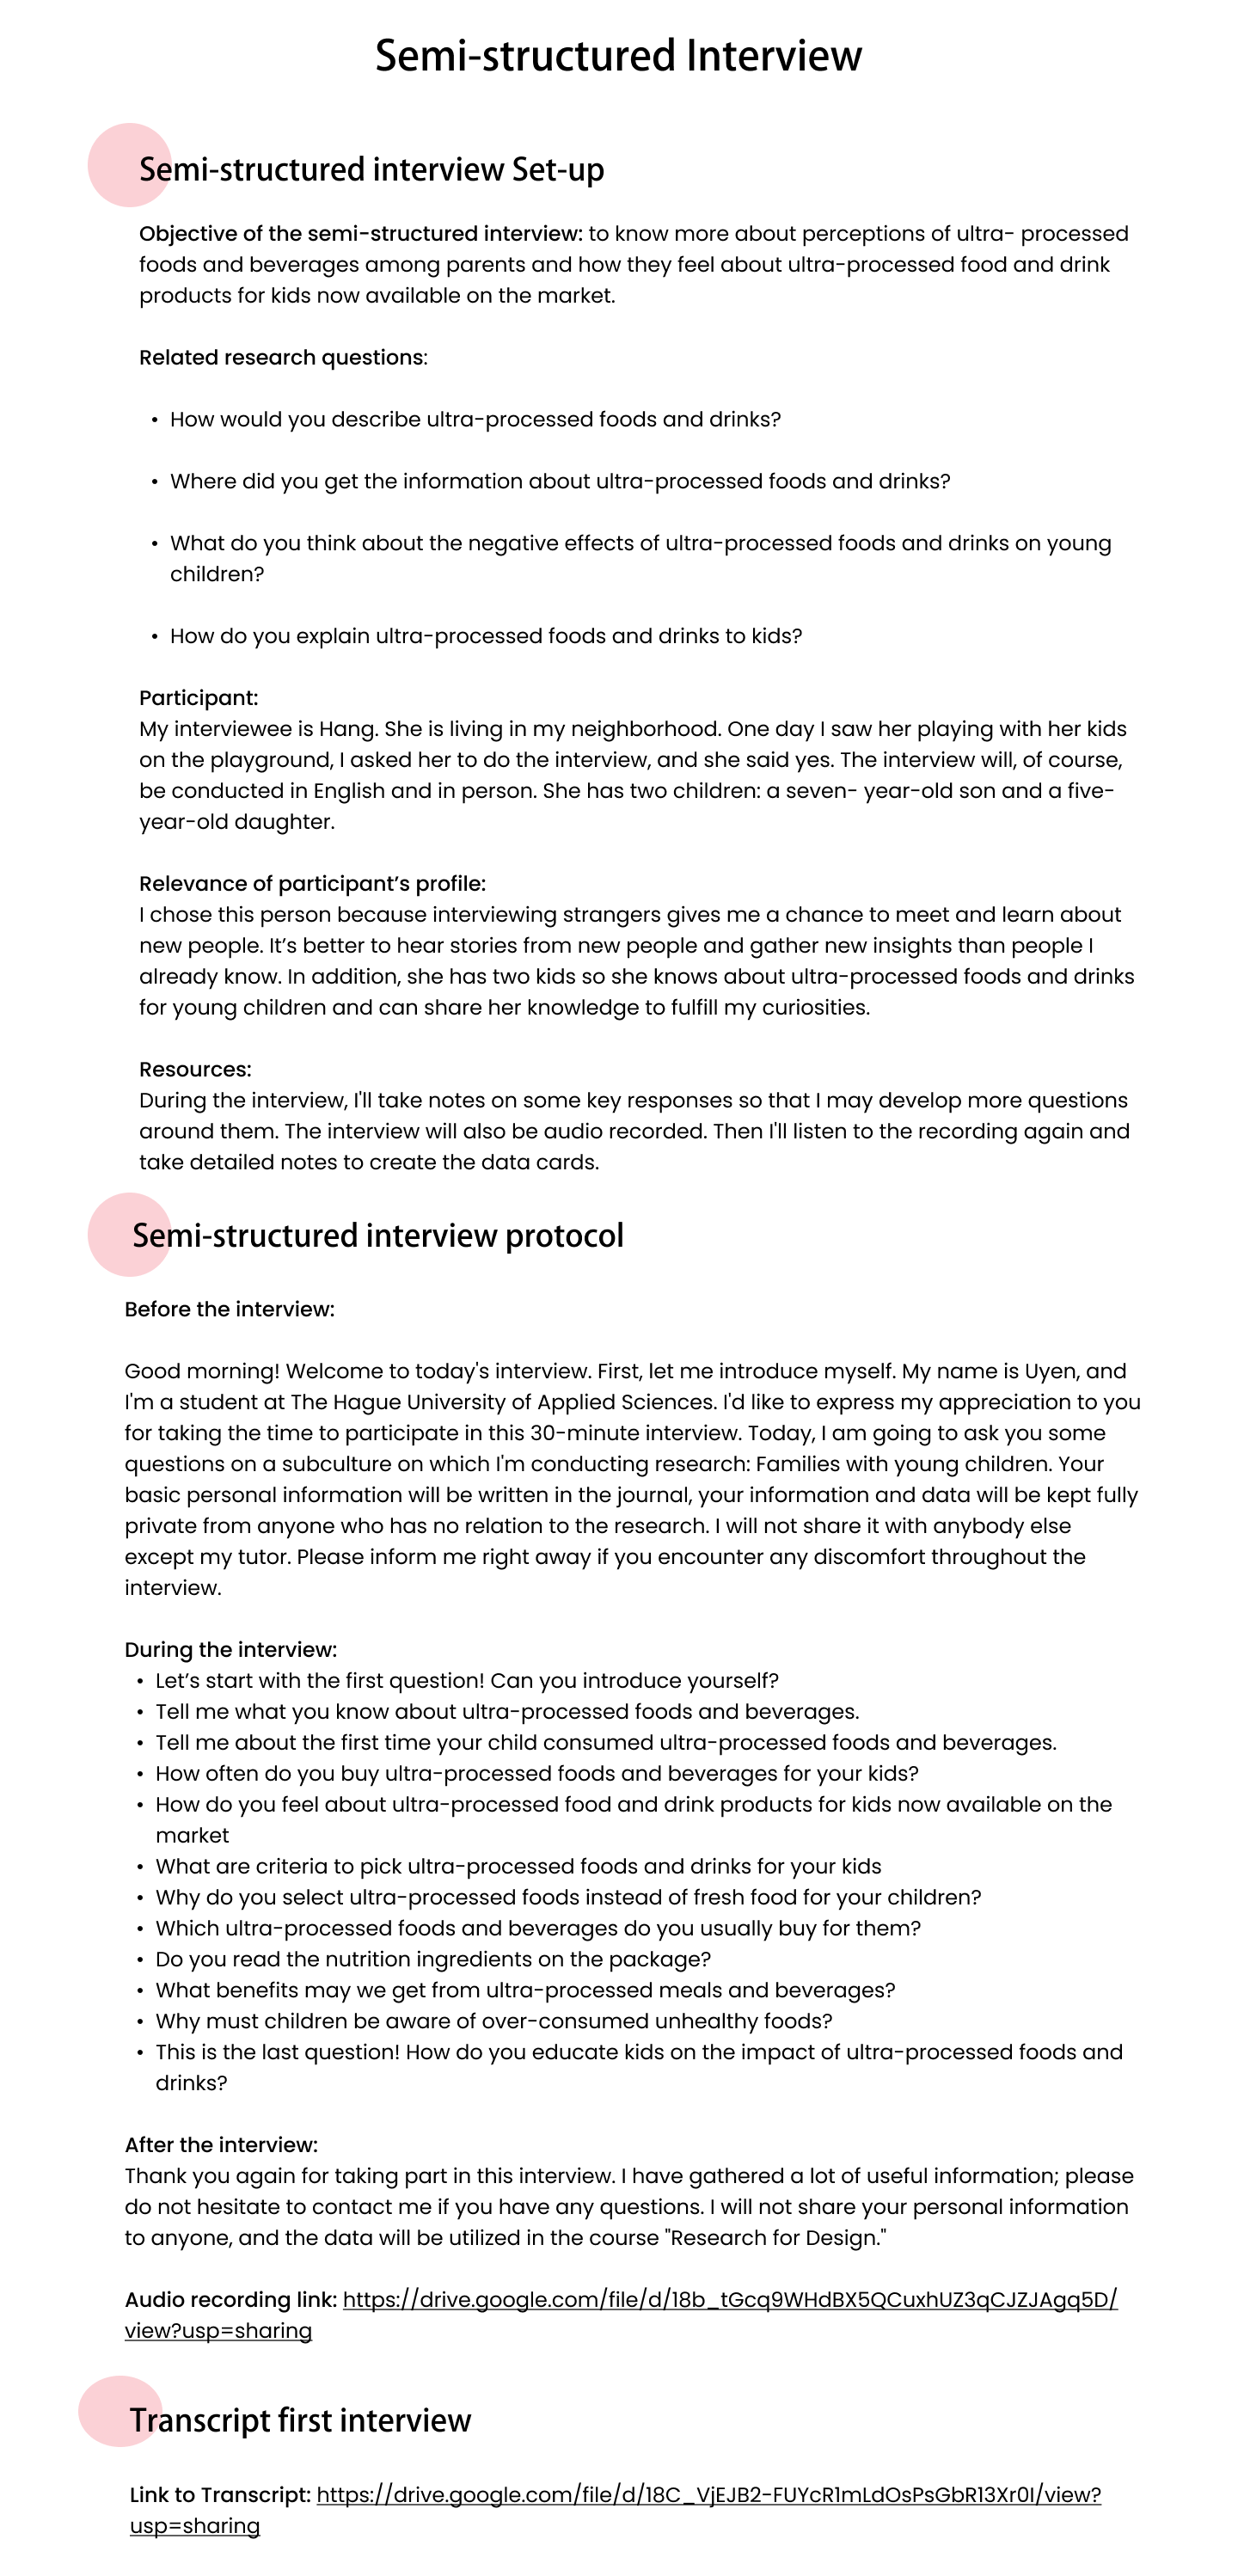 Semi-structured Interview
Semi-structured interview Set-up
Objective of the semi-structured interview: to know more about perceptions of ultra- processed
foods and beverages among parents and how they feel about ultra-processed food and drink
products for kids now available on the market.
Related research questions:
• How would you describe ultra-processed foods and drinks?
• Where did you get the information about ultra-processed foods and drinks?
• What do you think about the negative effects of ultra-processed foods and drinks on young
children?
• How do you explain ultra-processed foods and drinks to kids?
Participant:
My interviewee is Hang. She is living in my neighborhood. One day I saw her playing with her kids
on the playground, I asked her to do the interview, and she said yes. The interview will, of course,
be conducted in English and in person. She has two children: a seven- year-old son and a five-
year-old daughter.
Relevance of participant’s profile:
I chose this person because interviewing strangers gives me a chance to meet and learn about
new people. It’s better to hear stories from new people and gather new insights than people I
already know. In addition, she has two kids so she knows about ultra-processed foods and drinks
for young children and can share her knowledge to fulfill my curiosities.
Resources:
During the interview, I'll take notes on some key responses so that I may develop more questions
around them. The interview will also be audio recorded. Then I'll listen to the recording again and
take detailed notes to create the data cards.
Semi-structured interview protocol
Before the interview:
Good morning! Welcome to today's interview. First, let me introduce myself. My name is Uyen, and
I'm a student at The Hague University of Applied Sciences. I'd like to express my appreciation to you
for taking the time to participate in this 30-minute interview. Today, I am going to ask you some
questions on a subculture on which I'm conducting research: Families with young children. Your
basic personal information will be written in the journal, your information and data will be kept fully
private from anyone who has no relation to the research. I will not share it with anybody else
except my tutor. Please inform me right away if you encounter any discomfort throughout the
interview.
During the interview:
• Let’s start with the first question! Can you introduce yourself?
• Tell me what you know about ultra-processed foods and beverages.
• Tell me about the first time your child consumed ultra-processed foods and beverages.
• How often do you buy ultra-processed foods and beverages for your kids?
• How do you feel about ultra-processed food and drink products for kids now available on the
market
• What are criteria to pick ultra-processed foods and drinks for your kids
• Why do you select ultra-processed foods instead of fresh food for your children?
• Which ultra-processed foods and beverages do you usually buy for them?
• Do you read the nutrition ingredients on the package?
• What benefits may we get from ultra-processed meals and beverages?
• Why must children be aware of over-consumed unhealthy foods?
• This is the last question! How do you educate kids on the impact of ultra-processed foods and
drinks?
After the interview:
Thank you again for taking part in this interview. I have gathered a lot of useful information; please
do not hesitate to contact me if you have any questions. I will not share your personal information
to anyone, and the data will be utilized in the course "Research for Design."
Audio recording link: https://drive.google.com/file/d/18b_tGcq9WHdBX5QCuxhUZ3qCJZJAgq5D/
view?usp=sharing
Transcript first interview
Link to Transcript: https://drive.google.com/file/d/18C_VjEJB2-FUYcR1mLdOsPsGbR13Xr0I/view?
usp=sharing